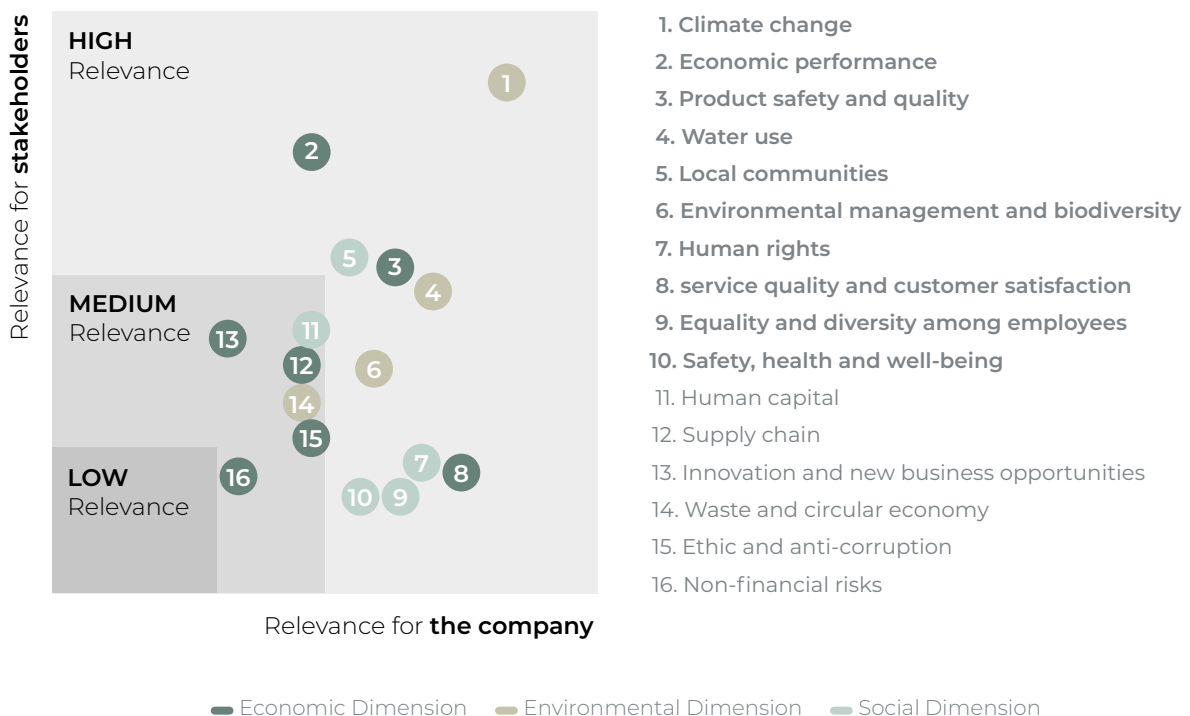 Relevance for stakeholders
HIGH
Relevance
1
2
5
3
4
MEDIUM
Relevance
11
13
12
6
14
15
LOW
Relevance
16
7
8
10
9
Relevance for the company
1. Climate change
2. Economic performance
3. Product safety and quality
4. Water use
5. Local communities
6. Environmental management and biodiversity
7. Human rights
8. service quality and customer satisfaction
9. Equality and diversity among employees
10. Safety, health and well-being
11. Human capital
12. Supply chain
13. Innovation and new business opportunities
14. Waste and circular economy
15. Ethic and anti-corruption
16. Non-financial risks
Economic Dimension
Environmental Dimension
Social Dimension